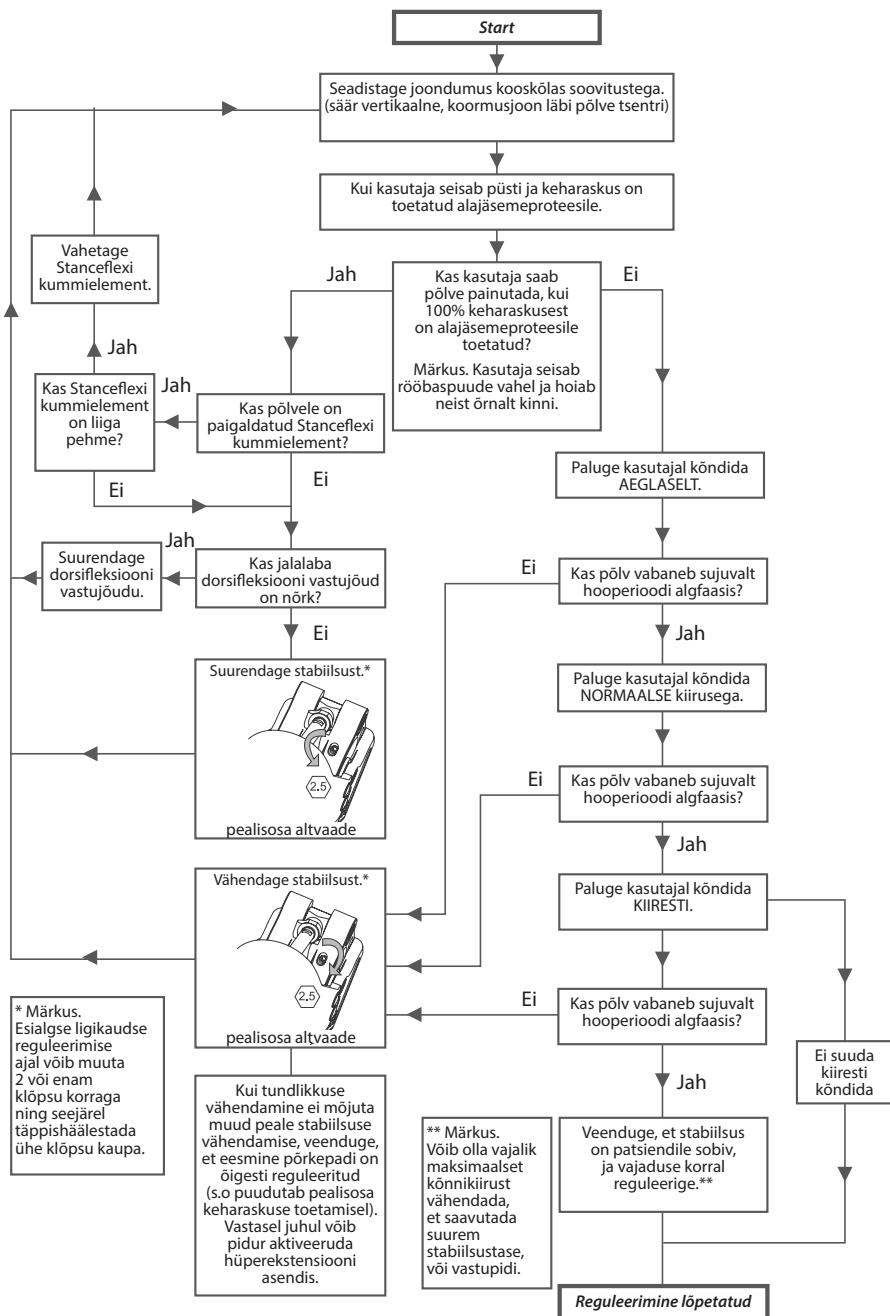 Start
Seadistage joondumus kooskõlas soovitustega.
(säär vertikaalne, koormusjoon läbi põlve tsentri)
Kui kasutaja seisab püsti ja keharaskus on
toetatud alajäsemeproteesile.
Kas kasutaja saab
põlve painutada, kui
100% keharaskusest
on alajäsemeproteesile
toetatud?
Märkus. Kasutaja seisab
rööbaspuude vahel ja hoiab
neist õrnalt kinni.
Jah
Ei
Vahetage
Stanceflexi
kummielement.
Jah
Kas Stanceflexi
kummielement
on liiga
pehme?
Jah
Kas põlvele on
paigaldatud Stanceflexi
kummielement?
Ei
Ei
Paluge kasutajal kõndida
AEGLASELT.
Suurendage
dorsifleksiooni
vastujõudu.
Jah
Kas jalalaba
dorsifleksiooni vastujõud
on nõrk?
Ei
Ei
Kas põlv vabaneb sujuvalt
hooperioodi algfaasis?
Jah
Suurendage stabiilsust.*
2.5
pealisosa altvaade
Paluge kasutajal kõndida
NORMAALSE kiirusega.
Ei
Kas põlv vabaneb sujuvalt
hooperioodi algfaasis?
Jah
Vähendage stabiilsust.*
2.5
pealisosa altvaade
Paluge kasutajal kõndida
KIIRESTI.
Ei
Kas põlv vabaneb sujuvalt
hooperioodi algfaasis?
Jah
Ei suuda
kiiresti
kõndida
* Märkus.
Esialgse ligikaudse
reguleerimise
ajal võib muuta
2 või enam
klõpsu korraga
ning seejärel
täppishäälestada
ühe klõpsu kaupa.
Kui tundlikkuse
vähendamine ei mõjuta
muud peale stabiilsuse
vähendamise, veenduge,
et eesmine põrkepadi on
õigesti reguleeritud
(s.o puudutab pealisosa
keharaskuse toetamisel).
Vastasel juhul võib
pidur aktiveeruda
hüperekstensiooni
asendis.
** Märkus.
Võib olla vajalik
maksimaalset
kõnnikiirust
vähendada,
et saavutada
suurem
stabiilsustase,
või vastupidi.
Veenduge, et stabiilsus
on patsiendile sobiv,
ja vajaduse korral
reguleerige.**
Reguleerimine lõpetatud